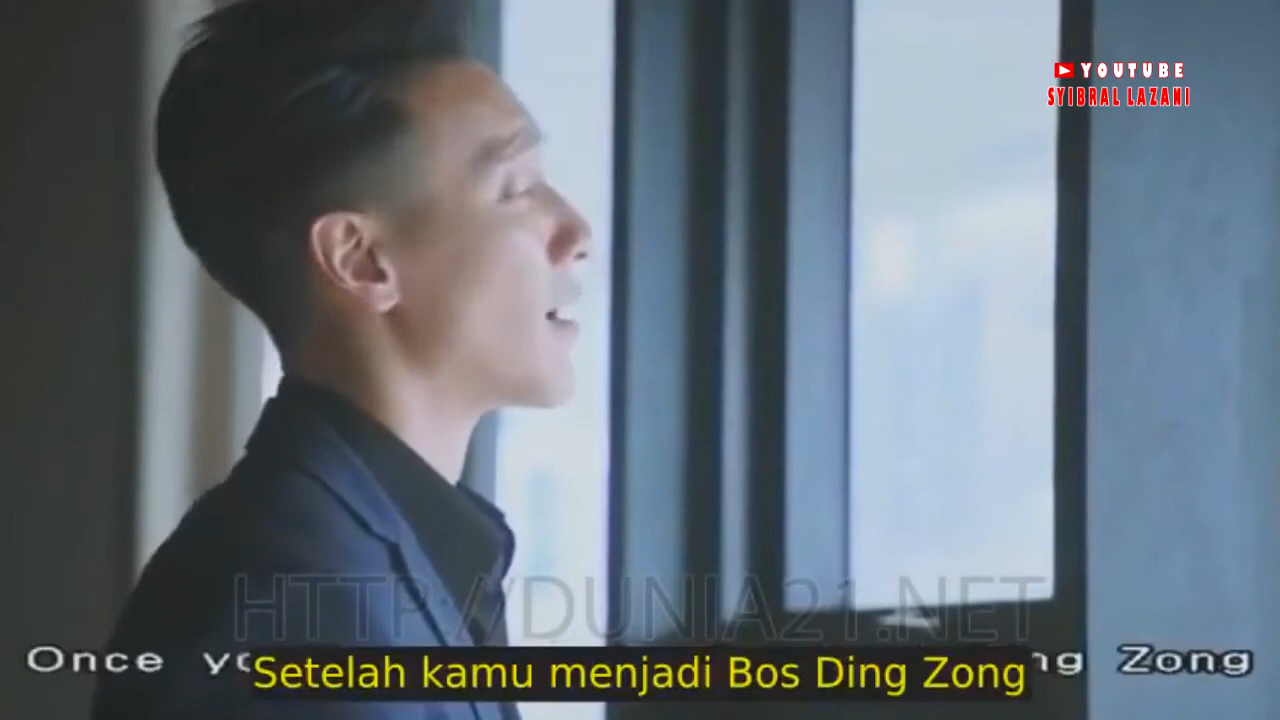 YOUTUBE
SYIBRAL LAZANI
HTTP://DUNIA21.NET
Once
Zong
Setelah kamu menjadi Bos Ding Zong